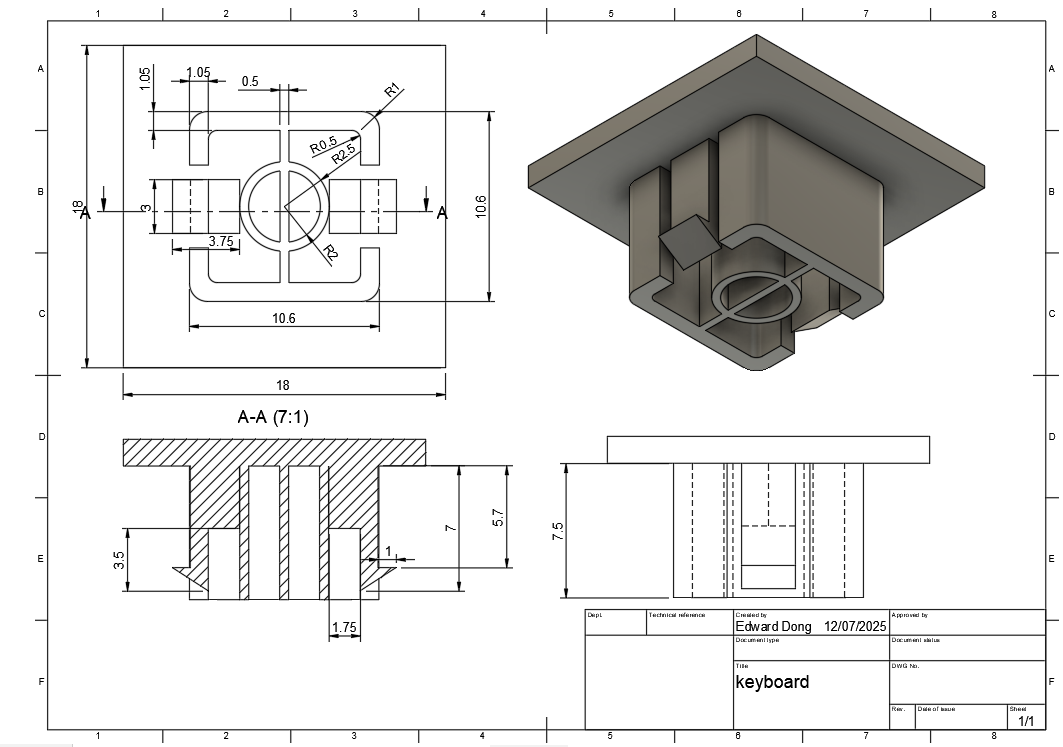 1 2 3 4 5 6 7 8
A A
1.05
1.05
0.5
R1
R0.5
R2.5
B B
18
A A
3
10.6
3.75
R2
C C
10.6
18
A-A (7:1)
D D
5.7
7
7.5
3.5
1
E E
1.75
Dept. Technical reference Created by Approved by
Edward Dong 12/07/2025
Document type Document status
Title DWG No.
keyboard
F F
Rev. Date of issue Sheet
1/1
1 2 3 4 5 6 7 8